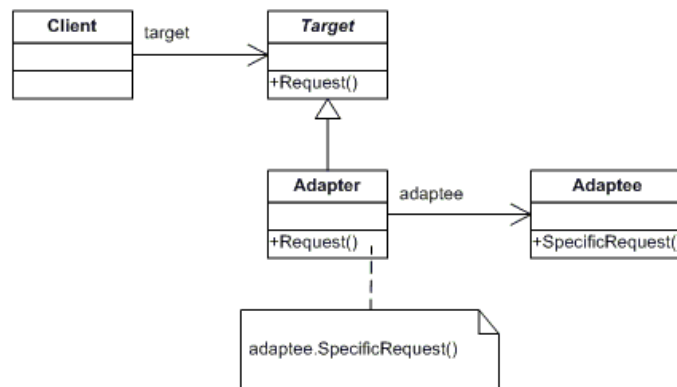 Client
target
Target
+Request()
Adapter
adaptee
Adaptee
+Request()
+SpecificRequest()
adaptee.SpecificRequest()